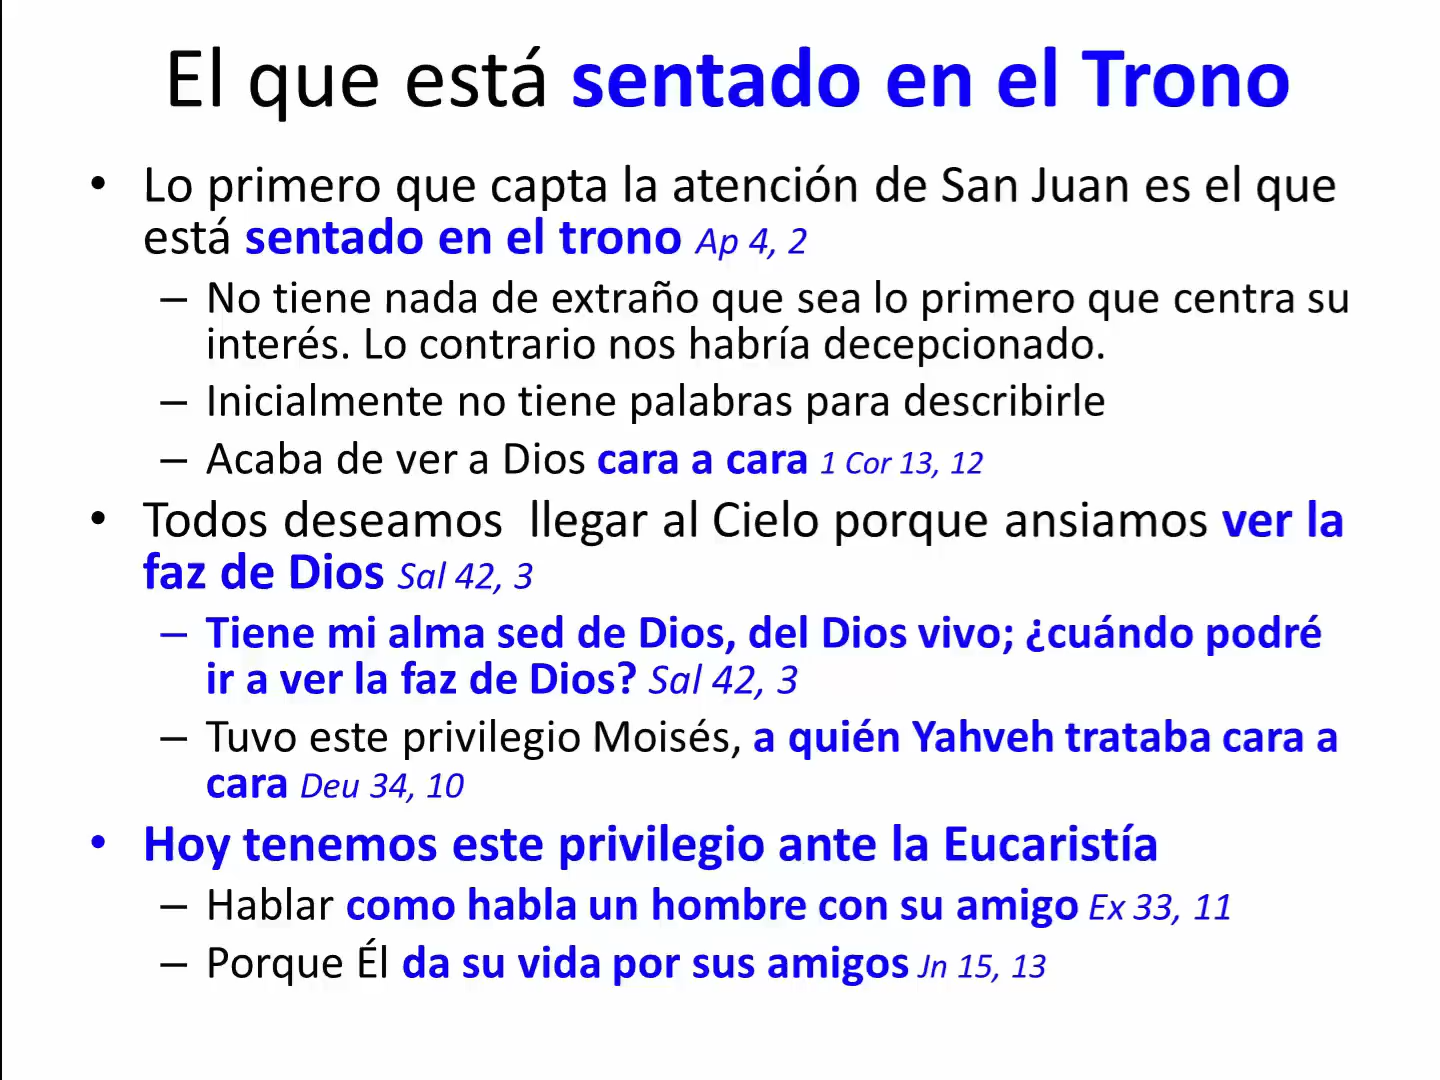 El que está sentado en el Trono
• Lo primero que capta la atención de San Juan es el que
está sentado en el trono Ap 4, 2
– No tiene nada de extraño que sea lo primero que centra su
interés. Lo contrario nos habría decepcionado.
– Inicialmente no tiene palabras para describirle
– Acaba de ver a Dios cara a cara 1 Cor 13, 12
• Todos deseamos  llegar al Cielo porque ansiamos ver la
faz de Dios Sal 42, 3
– Tiene mi alma sed de Dios, del Dios vivo; ¿cuándo podré
ir a ver la faz de Dios? Sal 42, 3
– Tuvo este privilegio Moisés, a quién Yahveh trataba cara a
cara Deu 34, 10
• Hoy tenemos este privilegio ante la Eucaristía
– Hablar como habla un hombre con su amigo Ex 33, 11
– Porque Él da su vida por sus amigos Jn 15, 13